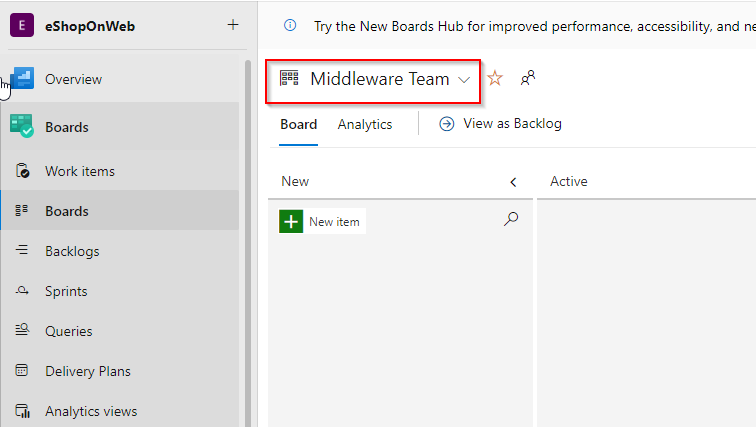 E eShopOnWeb +
Overview
Boards
Work items
Boards
Backlogs
Sprints
Queries
Delivery Plans
Analytics views
Try the New Boards Hub for improved performance, accessibility, and ne
Middleware Team
Board Analytics View as Backlog
New Active
New item